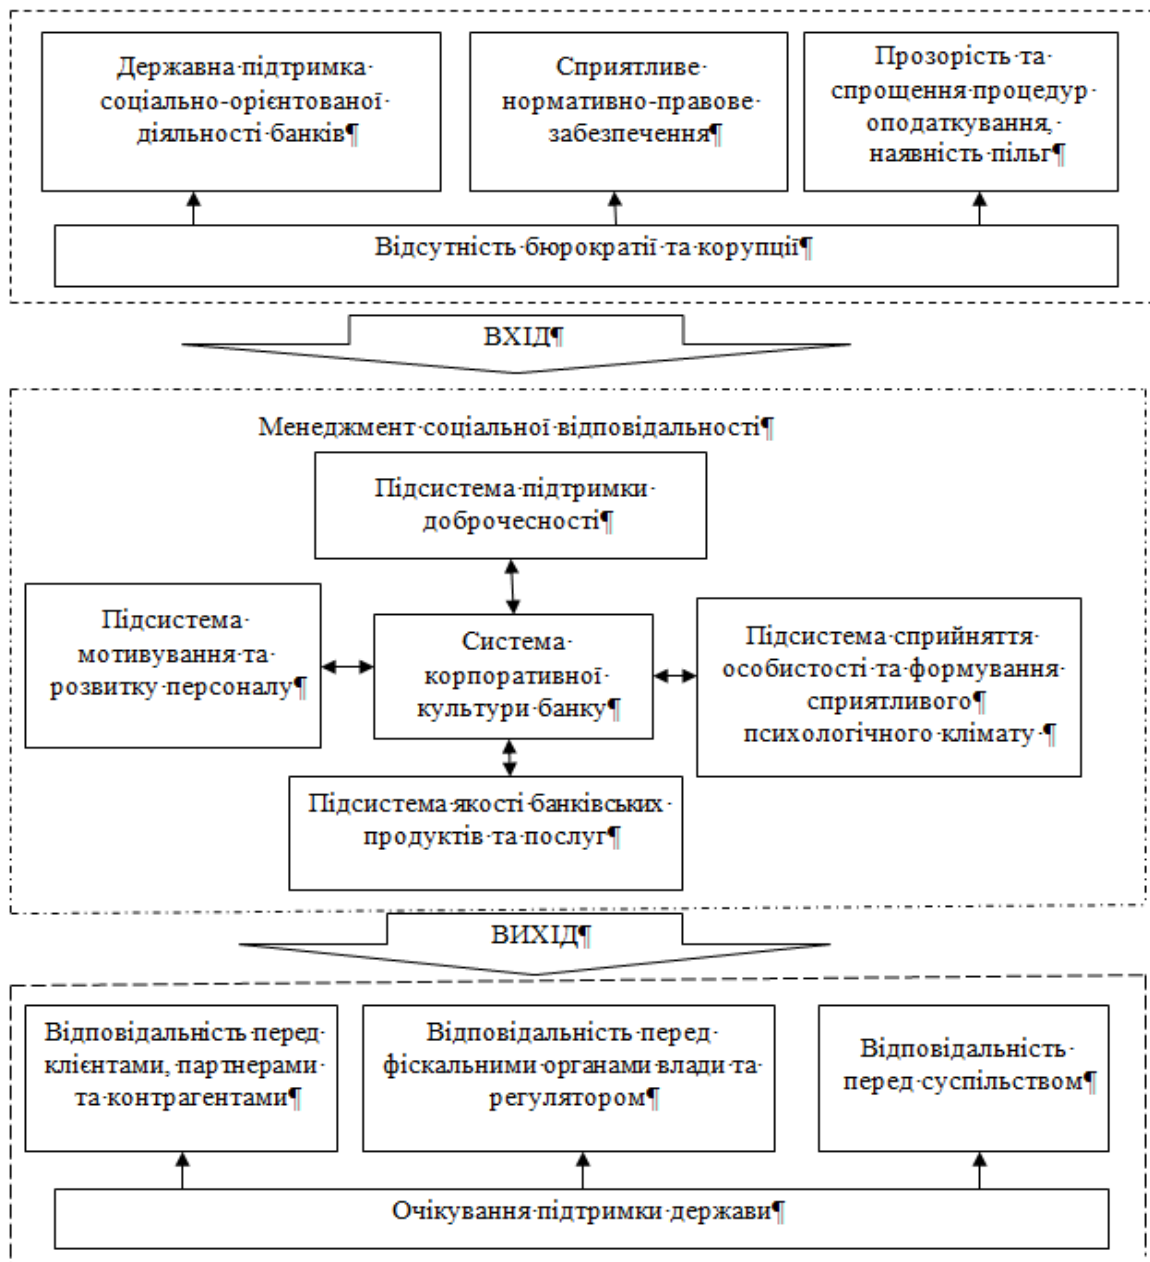 Державна підтримка
соціально-орієнтованої
діяльності банків¶
Сприятливе
нормативно-правове
забезпечення¶
Прозорість та
спрощення процедур
оподаткування,
наявність пільг¶
Відсутність бюрократії та корупції¶
ВХІД¶
Менеджмент соціальної відповідальності¶
Підсистема підтримки
доброчесності¶
Підсистема
мотивування та
розвитку персоналу¶
Система
корпоративної
культури банку¶
Підсистема сприйняття
особистості та формування
сприятливого¶
психологічного клімату ¶
Підсистема якості банківських
продуктів та послуг¶
ВИХІД¶
Відповідальність перед
клієнтами, партнерами
та контрагентами¶
Відповідальність перед
фіскальними органами влади та
регулятором¶
Відповідальність
перед суспільством¶
Очікування підтримки держави¶